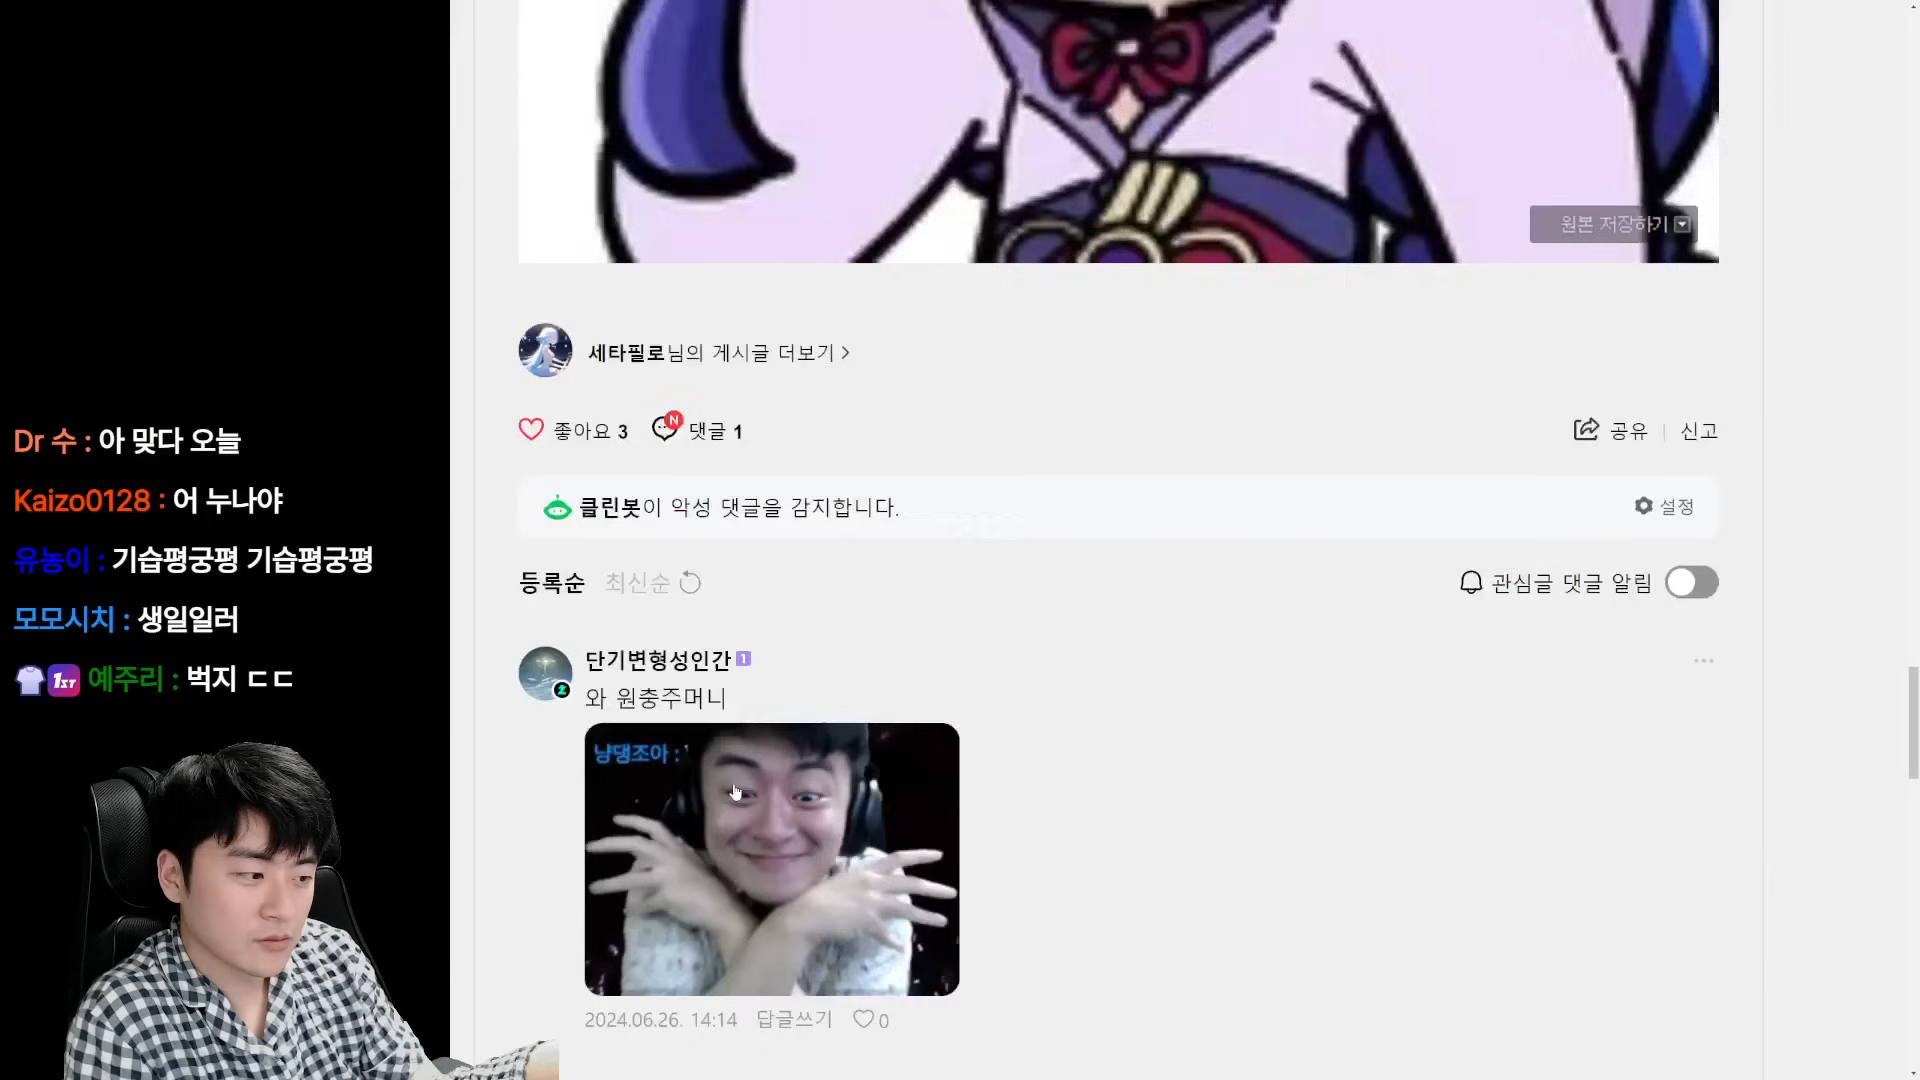 원본 저장하기
세타필로님의 게시글 더보기 >
좋아요 3 N 댓글 1
공유 | 신고
클린봇이 악성 댓글을 감지합니다.
설정
등록순 최신순
관심글 댓글 알림
Dr 수 : 아 맞다 오늘
Kaizo0128 : 어 누나야
유농이 : 기습평궁평 기습평궁평
모모시치 : 생일일러
1ST 예주리 : 벅지 ㄷㄷ
단기변형성인간 1
와 원충주머니
냥댕조아 :
2024.06.26. 14:14 답글쓰기 0